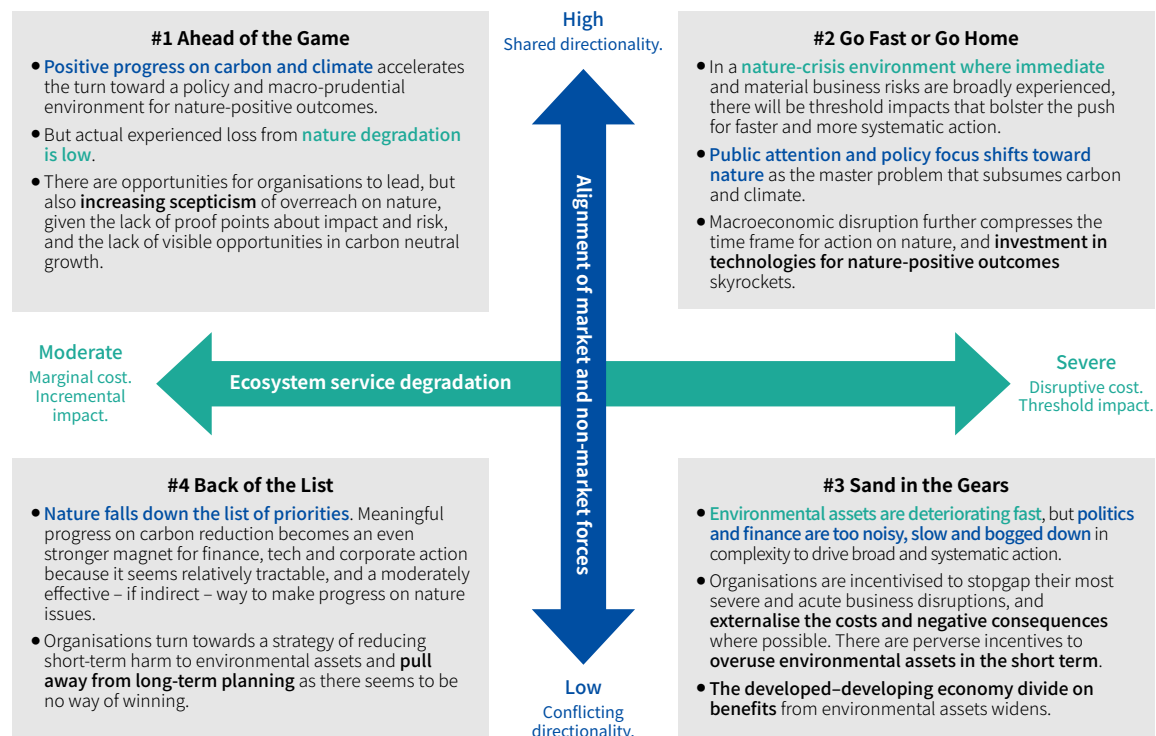 High
Shared directionality.
#1 Ahead of the Game
• Positive progress on carbon and climate accelerates
the turn toward a policy and macro-prudential
environment for nature-positive outcomes.
• But actual experienced loss from nature degradation
is low.
• There are opportunities for organisations to lead, but
also increasing scepticism of overreach on nature,
given the lack of proof points about impact and risk,
and the lack of visible opportunities in carbon neutral
growth.
#2 Go Fast or Go Home
• In a nature-crisis environment where immediate
and material business risks are broadly experienced,
there will be threshold impacts that bolster the push
for faster and more systematic action.
• Public attention and policy focus shifts toward
nature as the master problem that subsumes carbon
and climate.
• Macroeconomic disruption further compresses the
time frame for action on nature, and investment in
technologies for nature-positive outcomes
skyrockets.
Alignment of market and non-market forces
Moderate
Marginal cost.
Incremental
impact.
Ecosystem service degradation
Severe
Disruptive cost.
Threshold impact.
#4 Back of the List
• Nature falls down the list of priorities. Meaningful
progress on carbon reduction becomes an even
stronger magnet for finance, tech and corporate action
because it seems relatively tractable, and a moderately
effective – if indirect – way to make progress on nature
issues.
• Organisations turn towards a strategy of reducing
short-term harm to environmental assets and pull
away from long-term planning as there seems to be
no way of winning.
#3 Sand in the Gears
• Environmental assets are deteriorating fast, but politics
and finance are too noisy, slow and bogged down in
complexity to drive broad and systematic action.
• Organisations are incentivised to stopgap their most
severe and acute business disruptions, and
externalise the costs and negative consequences
where possible. There are perverse incentives to
overuse environmental assets in the short term.
• The developed–developing economy divide on
benefits from environmental assets widens.
Low
Conflicting
directionality.